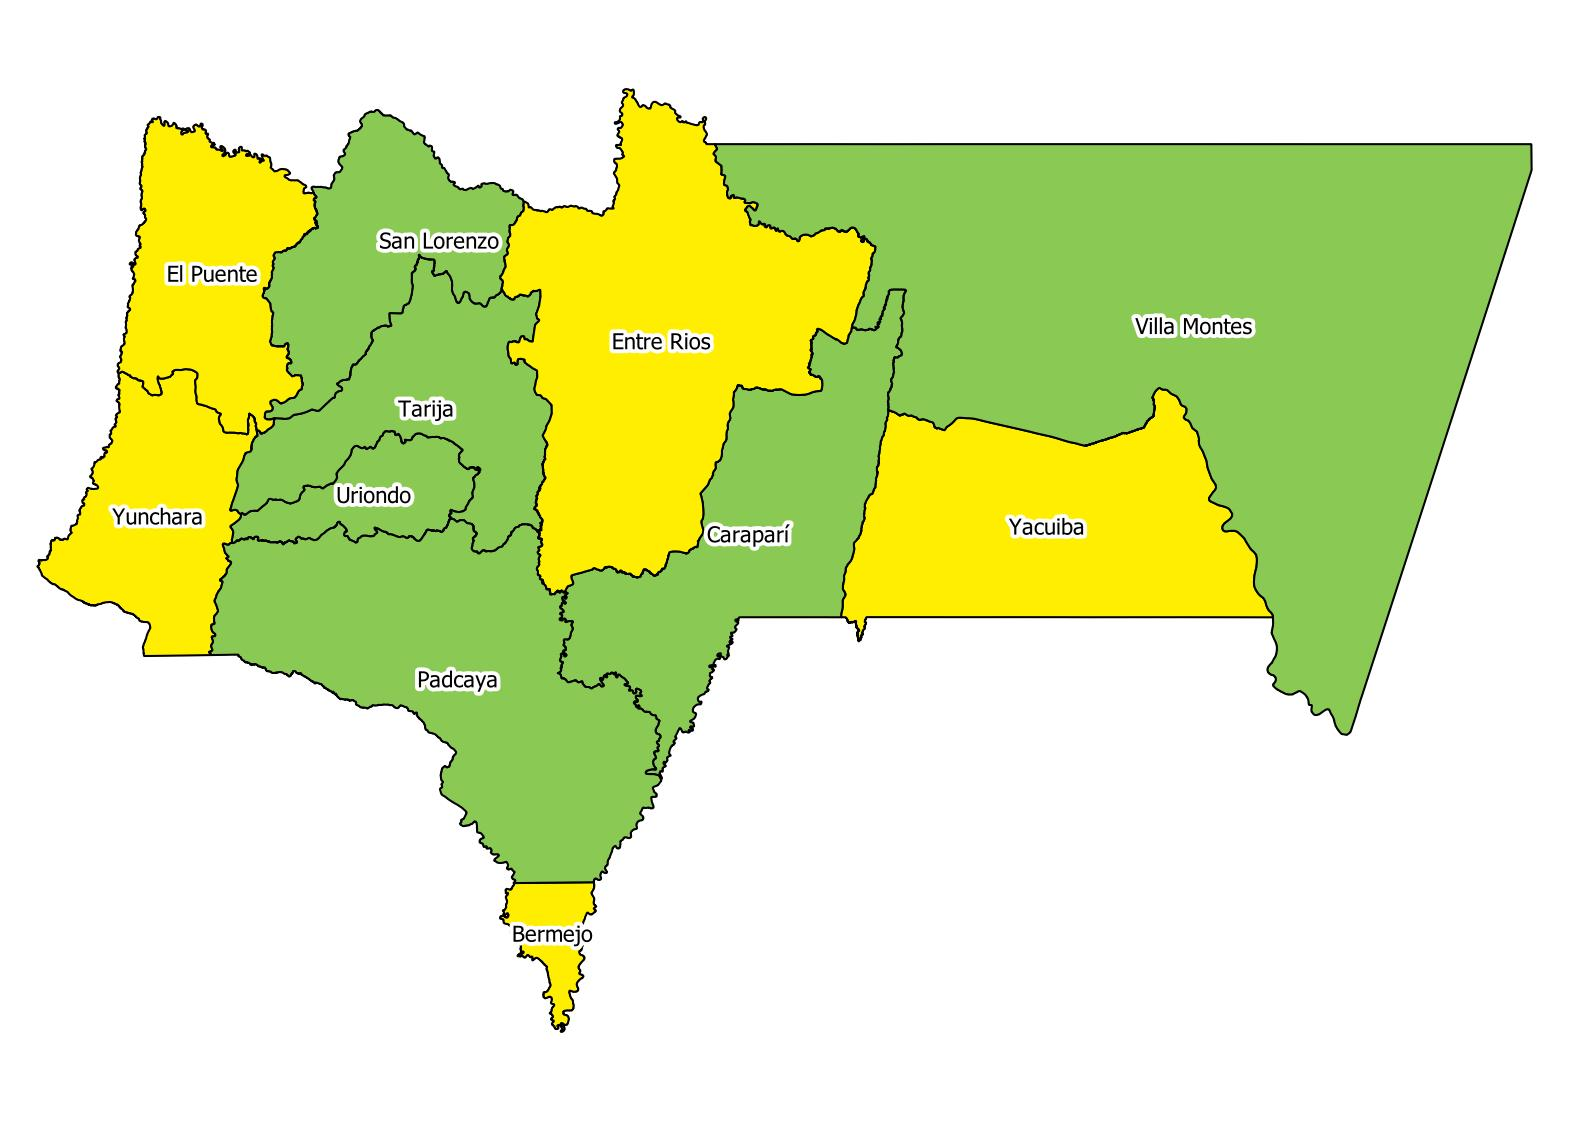 San Lorenzo
El Puente
Villa Montes
Entre Rios
Tarija
Uriondo
Yunchara
Yacuiba
Caraparí
Padcaya
Bermejo